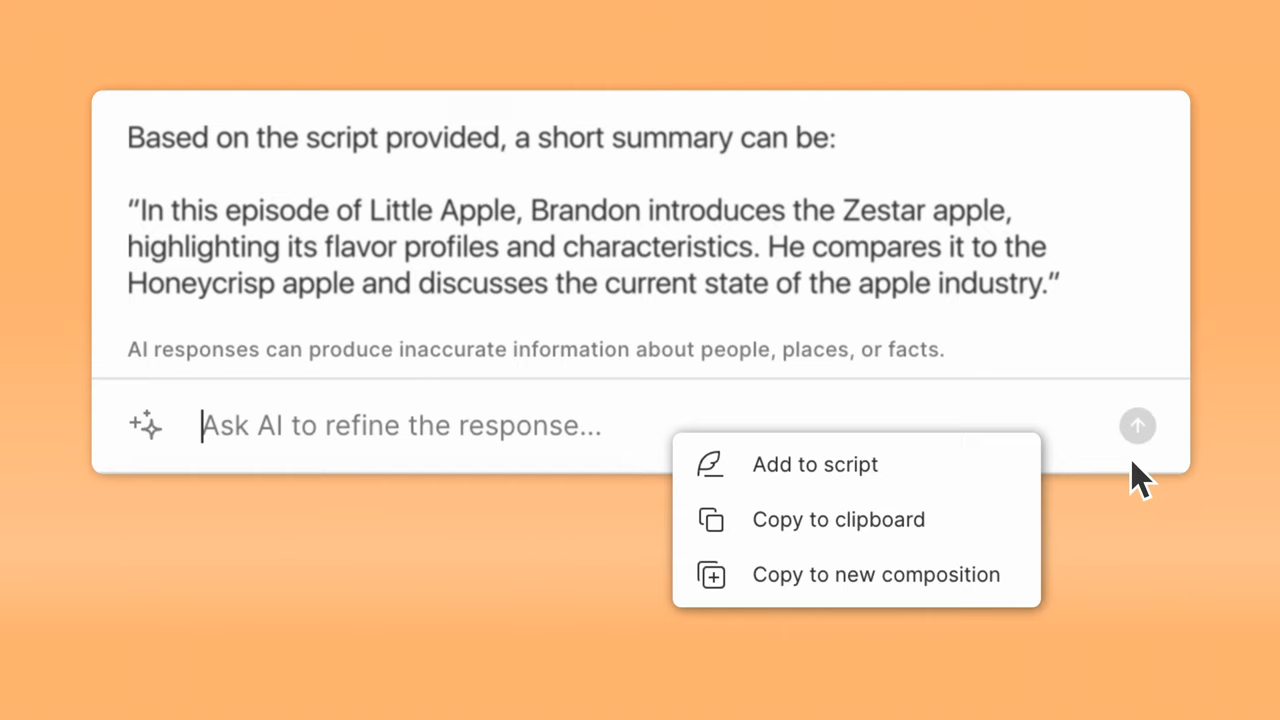 Based on the script provided, a short summary can be:
“In this episode of Little Apple, Brandon introduces the Zestar apple,
highlighting its flavor profiles and characteristics. He compares it to the
Honeycrisp apple and discusses the current state of the apple industry.”
AI responses can produce inaccurate information about people, places, or facts.
Ask AI to refine the response...
Add to script
Copy to clipboard
Copy to new composition